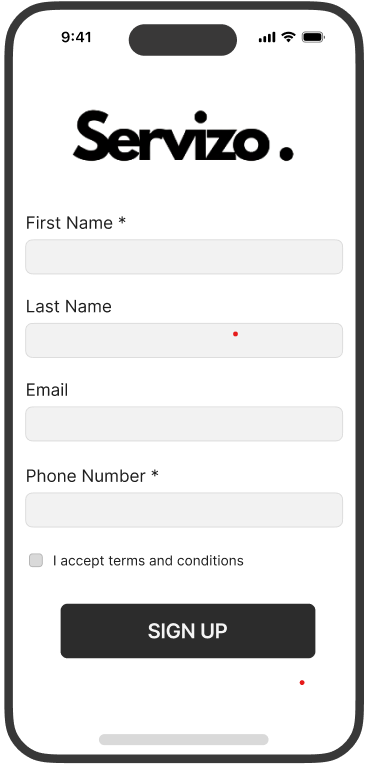 9:41
Servizo.
First Name *
Last Name
Email
Phone Number *
I accept terms and conditions
SIGN UP